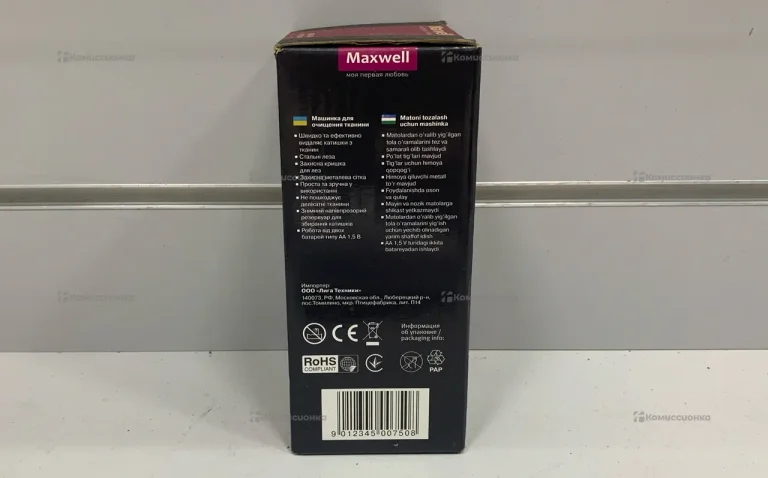 Maxwell
моя первая любовь
Машинка для
очищення тканини
Швидко та ефективно
видаляє катишки з
тканин
Стальні леза
Захисна кришка
для лез
Захисна металева сітка
Проста та зручна у
використанні
Не пошкоджує
делікатні тканини
Знімний напівпрозорий
резервуар для
збирання катишків
Робота від двох
батарей типу АА 1,5 В
Matoni tozalash
uchun mashinka
Matolardan o'ralib yig'ilgan
tola o'ramalarini tez va
samarali olib tashlaydi
Po'lat tig'lari mavjud
Tig'lar uchun himoya
qopqog'i
Himoya qiluvchi metall
to'r mavjud
Foydalanishda oson
va qulay
Mayin va nozik matolarga
shikast yetkazmaydi
Matolardan o'ralib yig'ilgan
tola o'ramalarini yig'ish
uchun yechib olinadigan
yarim shaffof idish
AA 1,5 V turidagi ikkita
batareyadan ishlaydi
Импортер:
ООО «Лига Техники»
140073, РФ, Московская обл., Люберецкий р-н,
пос.Томилино, мкр. Птицефабрика, лит. П14
CE
Информация
об упаковке /
packaging info:
RoHS
COMPLIANT
PAP
9 012345 007508
Комиссионка
Комиссионка
Комиссионка
Комиссионка
Комиссионка
Комиссионка